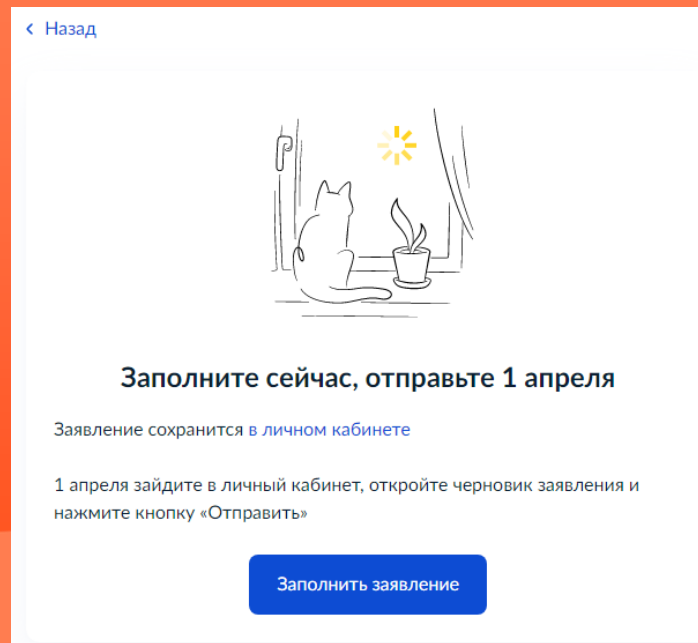 Назад
Заполните сейчас, отправьте 1 апреля
Заявление сохранится в личном кабинете
1 апреля зайдите в личный кабинет, откройте черновик заявления и
нажмите кнопку «Отправить»
Заполнить заявление